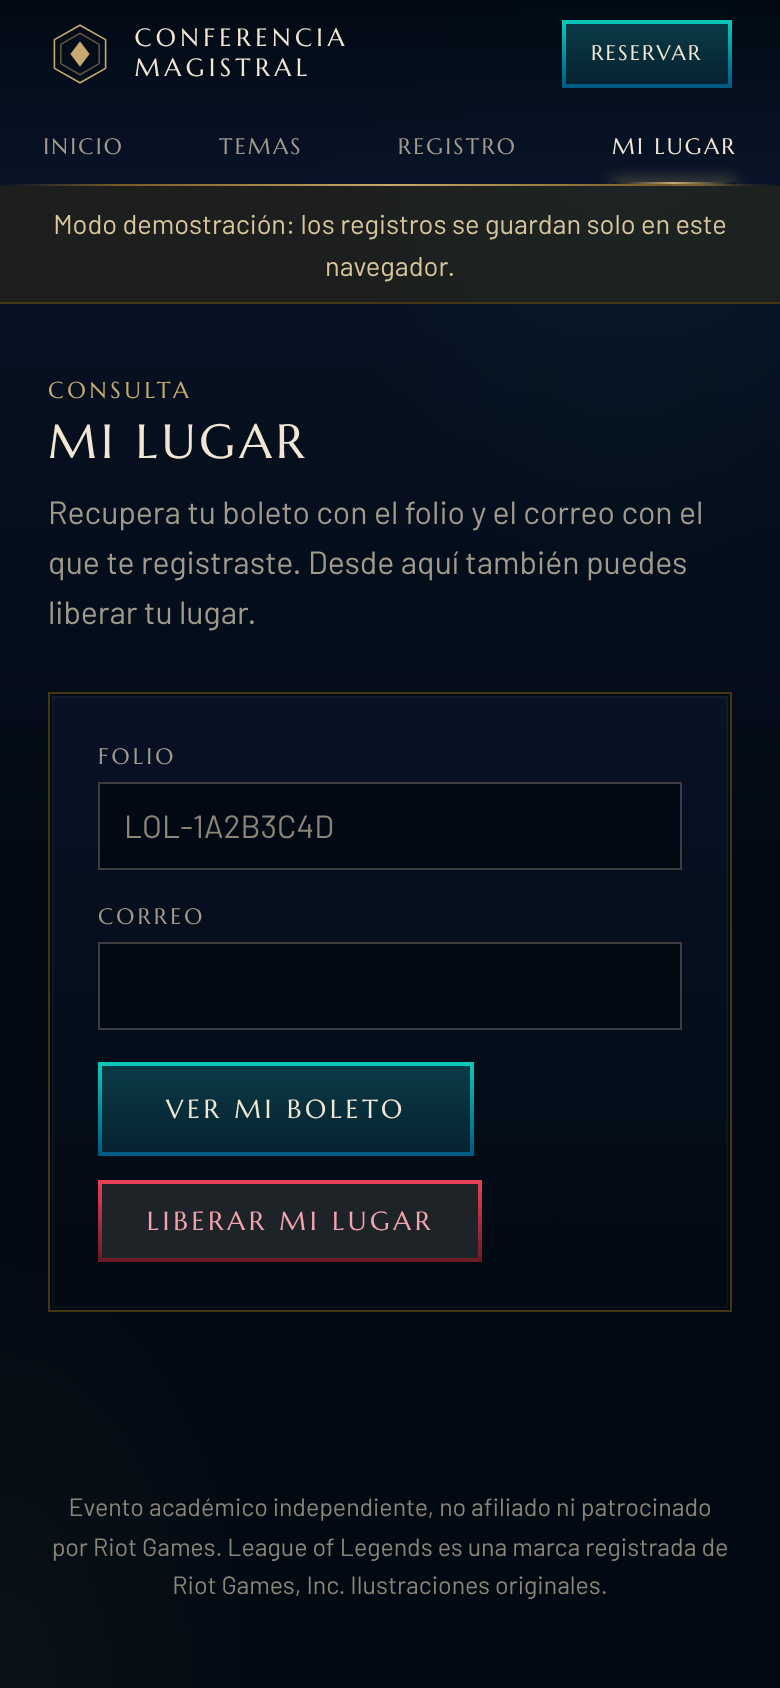 CONFERENCIA
MAGISTRAL
RESERVAR
INICIO TEMAS REGISTRO MI LUGAR
Modo demostración: los registros se guardan solo en este
navegador.
CONSULTA
MI LUGAR
Recupera tu boleto con el folio y el correo con el
que te registraste. Desde aquí también puedes
liberar tu lugar.
FOLIO
LOL-1A2B3C4D
CORREO
VER MI BOLETO
LIBERAR MI LUGAR
Evento académico independiente, no afiliado ni patrocinado
por Riot Games. League of Legends es una marca registrada de
Riot Games, Inc. Ilustraciones originales.